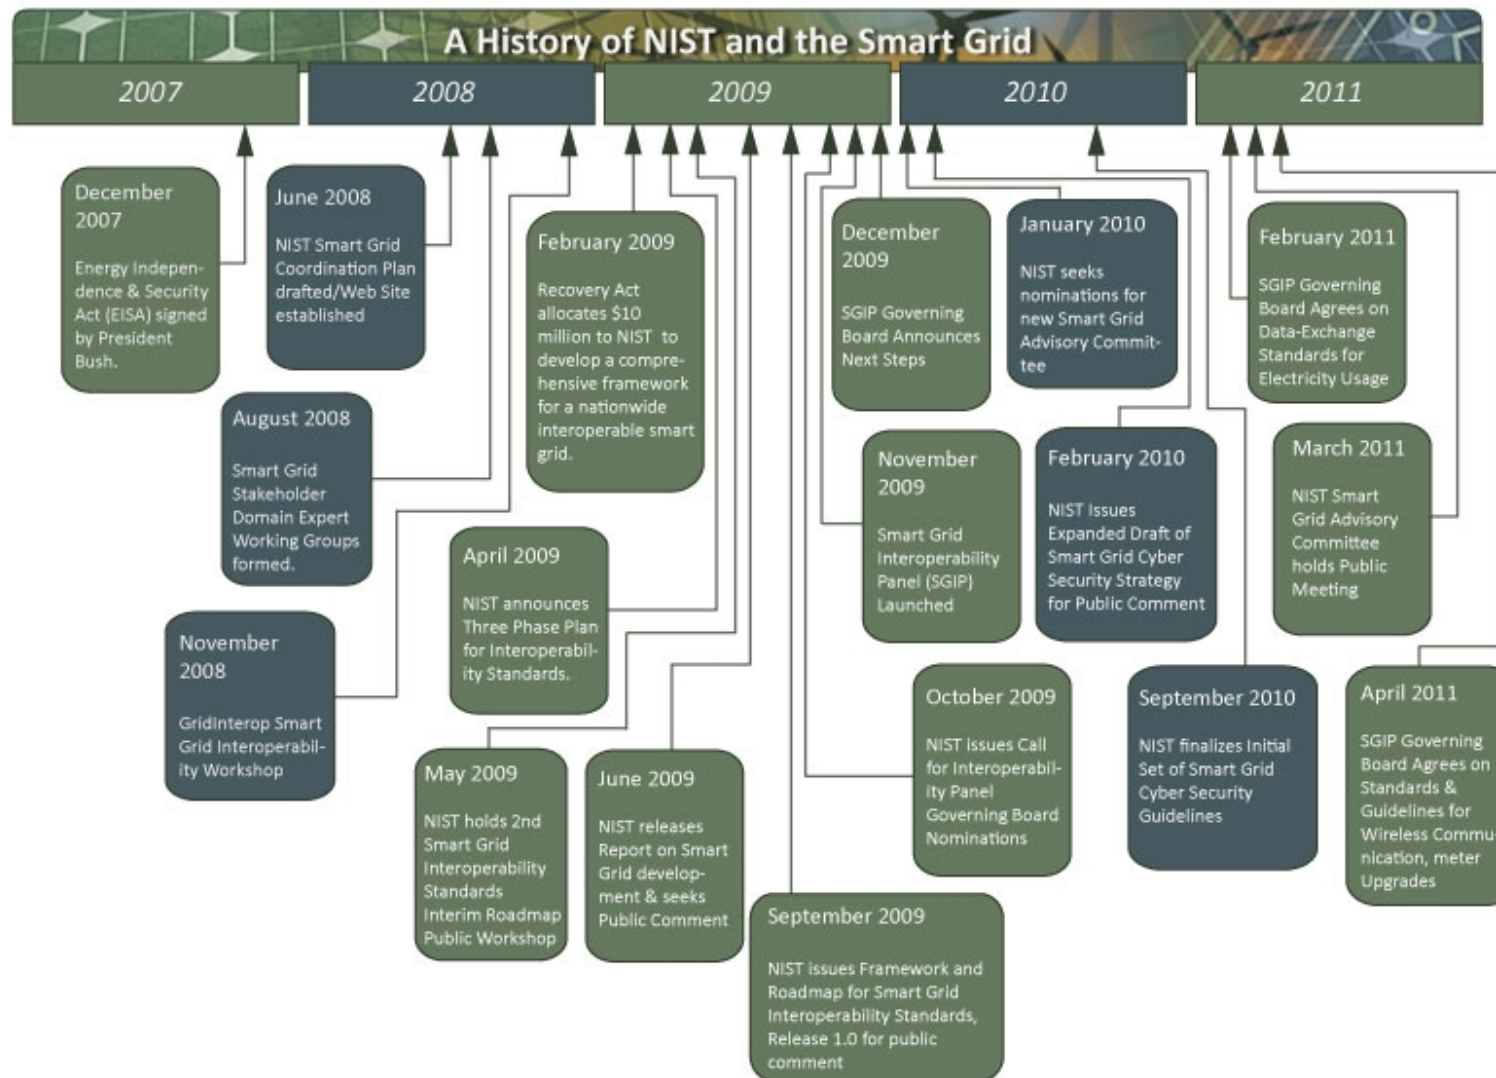 A History of NIST and the Smart Grid
2007
2008
2009
2010
2011
December
2007
Energy Indepen-
dence & Security
Act (EISA) signed
by President
Bush.
June 2008
NIST Smart Grid
Coordination Plan
drafted/Web Site
established
August 2008
Smart Grid
Stakeholder
Domain Expert
Working Groups
formed.
November
2008
GridInterop Smart
Grid Interoperabil-
ity Workshop
February 2009
Recovery Act
allocates $10
million to NIST to
develop a compre-
hensive framework
for a nationwide
interoperable smart
grid.
April 2009
NIST announces
Three Phase Plan
for Interoperabil-
ity Standards.
May 2009
NIST holds 2nd
Smart Grid
Interoperability
Standards
Interim Roadmap
Public Workshop
June 2009
NIST releases
Report on Smart
Grid develop-
ment & seeks
Public Comment
September 2009
NIST issues Framework and
Roadmap for Smart Grid
Interoperability Standards,
Release 1.0 for public
comment
October 2009
NIST issues Call
for Interoperabil-
ity Panel
Governing Board
Nominations
November
2009
Smart Grid
Interoperability
Panel (SGIP)
Launched
December
2009
SGIP Governing
Board Announces
Next Steps
January 2010
NIST seeks
nominations for
new Smart Grid
Advisory Commit-
tee
February 2010
NIST Issues
Expanded Draft of
Smart Grid Cyber
Security Strategy
for Public Comment
September 2010
NIST finalizes Initial
Set of Smart Grid
Cyber Security
Guidelines
February 2011
SGIP Governing
Board Agrees on
Data-Exchange
Standards for
Electricity Usage
March 2011
NIST Smart
Grid Advisory
Committee
holds Public
Meeting
April 2011
SGIP Governing
Board Agrees on
Standards &
Guidelines for
Wireless Commu-
nication, meter
Upgrades